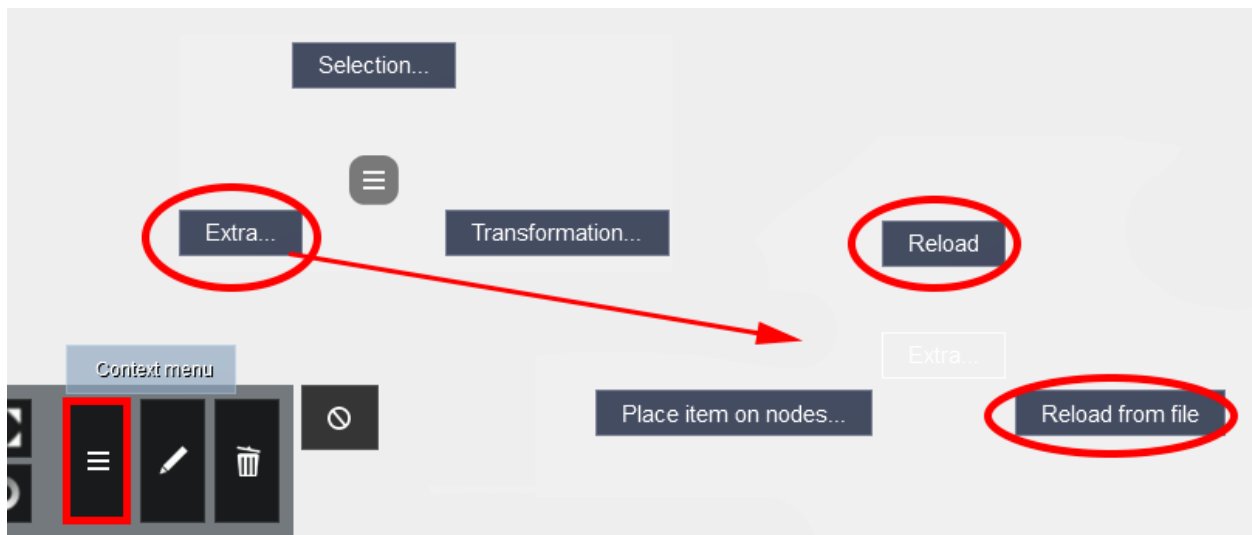 Selection...
Extra...
Transformation...
Reload
Extra...
Context menu
Place item on nodes...
Reload from file